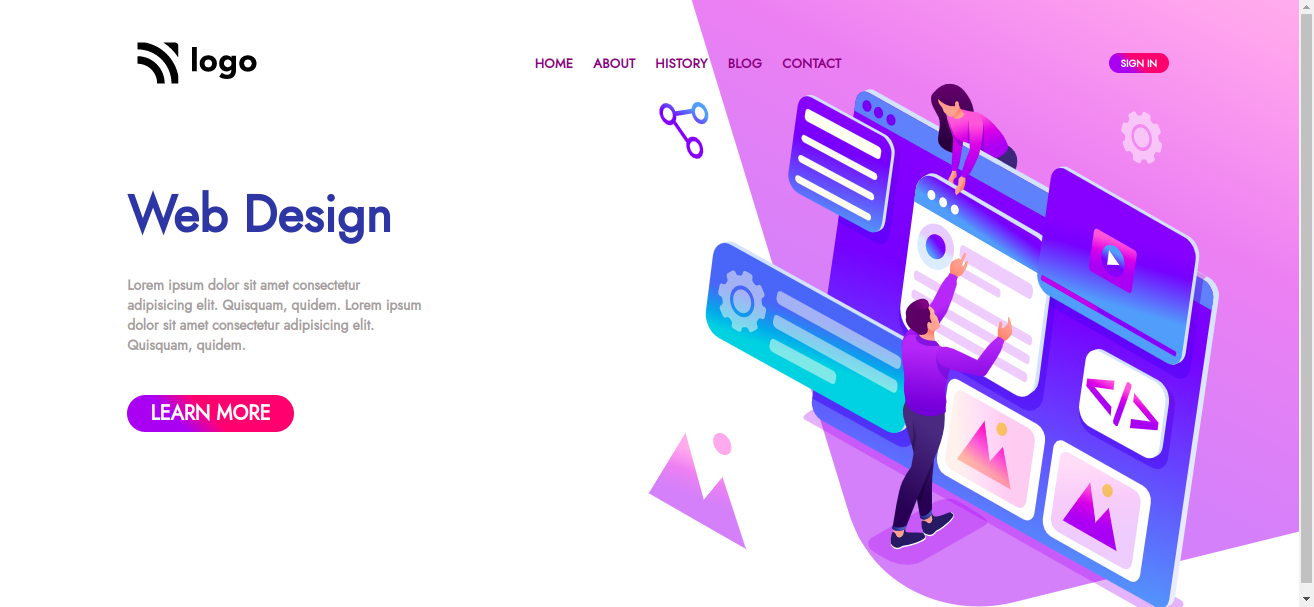 logo
HOME ABOUT HISTORY BLOG CONTACT
SIGN IN
Web Design
Lorem ipsum dolor sit amet consectetur
adipisicing elit. Quisquam, quidem. Lorem ipsum
dolor sit amet consectetur adipisicing elit.
Quisquam, quidem.
LEARN MORE